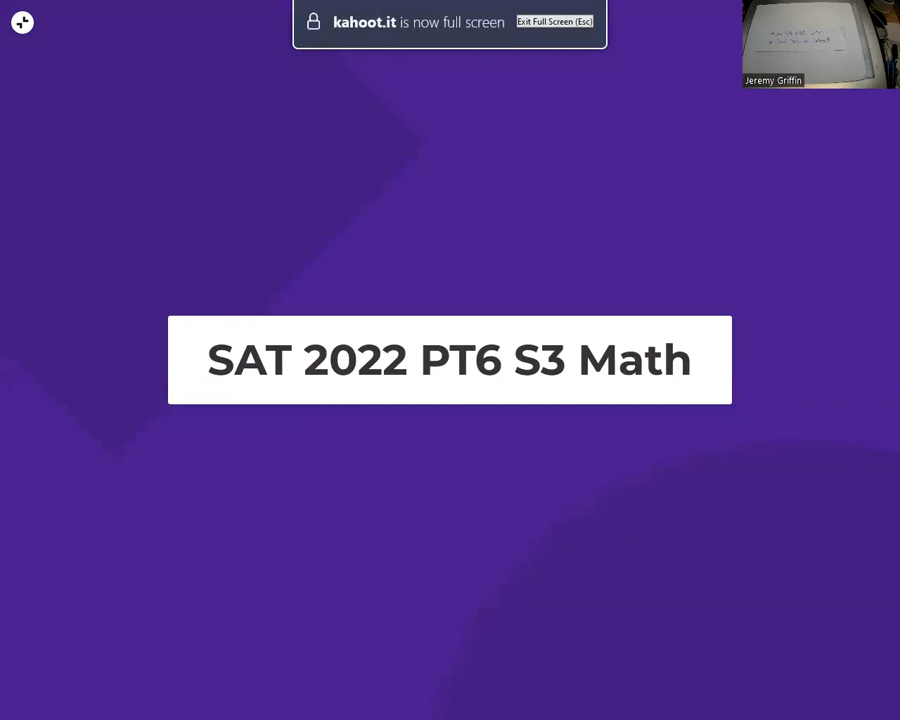 kahoot.it is now full screen
Exit Full Screen (Esc)
Jeremy Griffin
SAT 2022 PT6 S3 Math